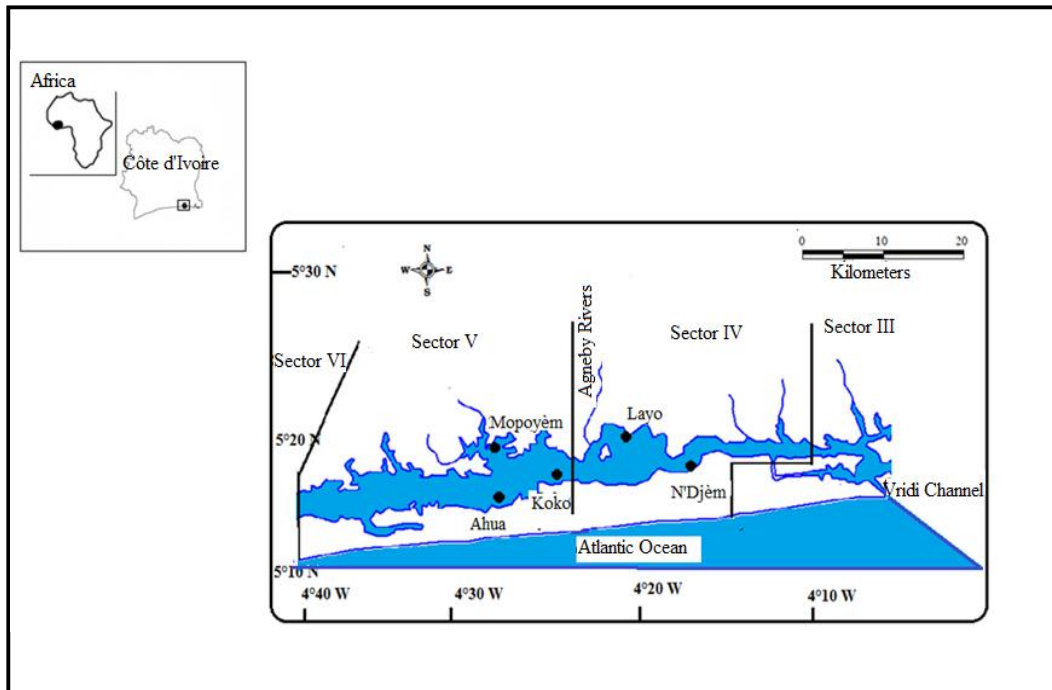 Africa
Côte d'Ivoire
N
W E
S
0 10 20
Kilometers
5°30 N
Sector VI
Sector V
Agneby Rivers
Sector IV
Sector III
5°20 N
Mopoyèm
Layo
Koko
N'Djèm
Ahua
Vridi Channel
Atlantic Ocean
5°10 N
4°40 W
4°30 W
4°20 W
4°10 W